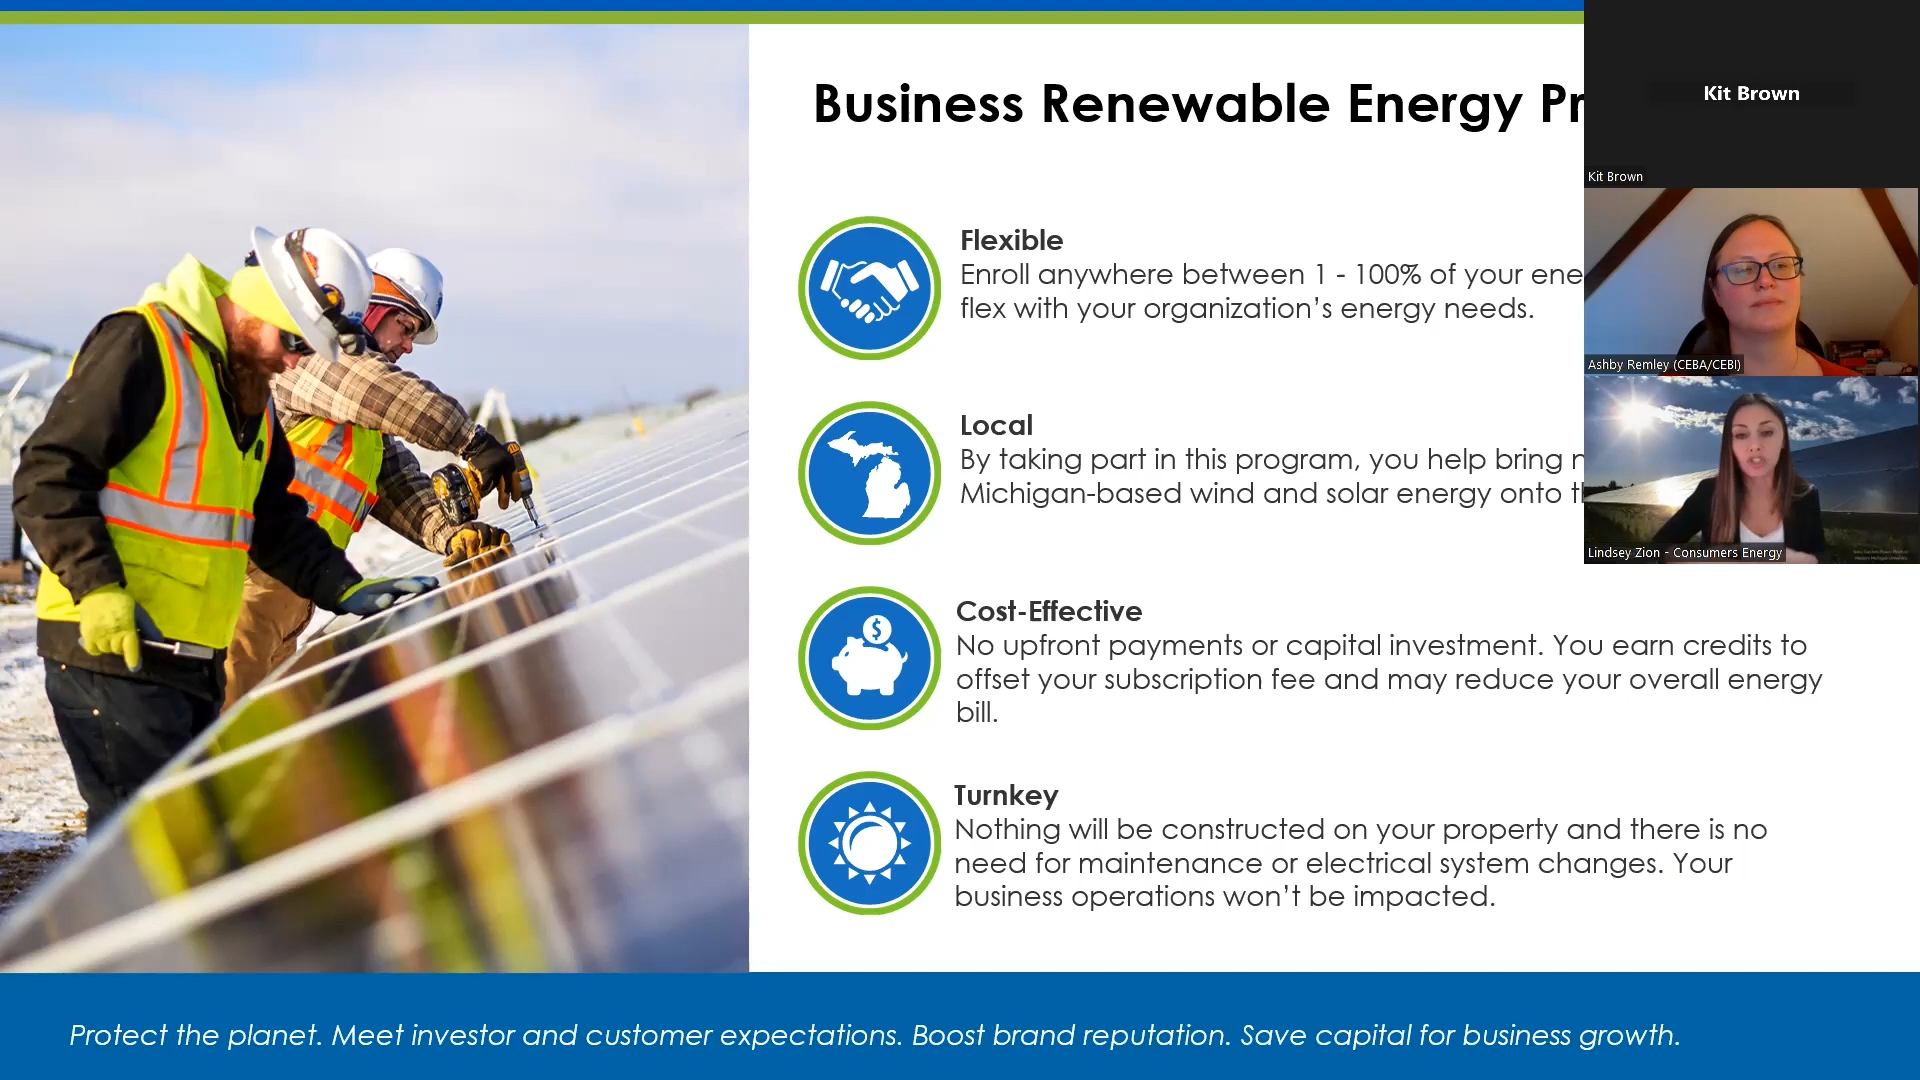 Business Renewable Energy Pr
Flexible
Enroll anywhere between 1 - 100% of your ene
flex with your organization’s energy needs.
Local
By taking part in this program, you help bring
Michigan-based wind and solar energy onto
Cost-Effective
No upfront payments or capital investment. You earn credits to
offset your subscription fee and may reduce your overall energy
bill.
Turnkey
Nothing will be constructed on your property and there is no
need for maintenance or electrical system changes. Your
business operations won’t be impacted.
Protect the planet. Meet investor and customer expectations. Boost brand reputation. Save capital for business growth.
Kit Brown
Kit Brown
Ashby Remley (CEBA/CEBI)
Lindsey Zion - Consumers Energy
$